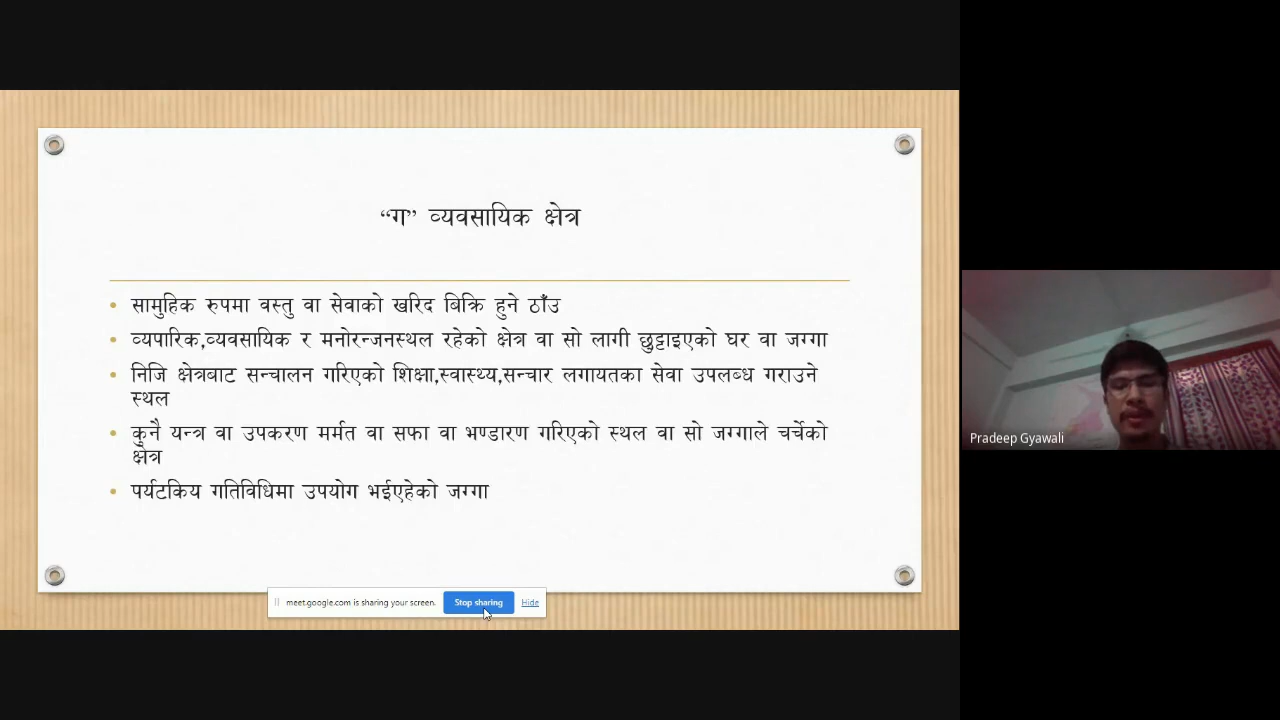 “ग” व्यवसायिक क्षेत्र
• सामुहिक रुपमा वस्तु वा सेवाको खरिद बिक्रि हुने ठाँउ
• व्यपारिक,व्यवसायिक र मनोरन्जनस्थल रहेको क्षेत्र वा सो लागी छुट्टाइएको घर वा जग्गा
• निजि क्षेत्रबाट सन्चालन गरिएको शिक्षा,स्वास्थ्य,सन्चार लगायतका सेवा उपलब्ध गराउने
स्थल
• कुनै यन्त्र वा उपकरण मर्मत वा सफा वा भण्डारण गरिएको स्थल वा सो जग्गाले चर्चेको
क्षेत्र
• पर्यटकिय गतिविधिमा उपयोग भईएहेको जग्गा
meet.google.com is sharing your screen. Stop sharing Hide
Pradeep Gyawali